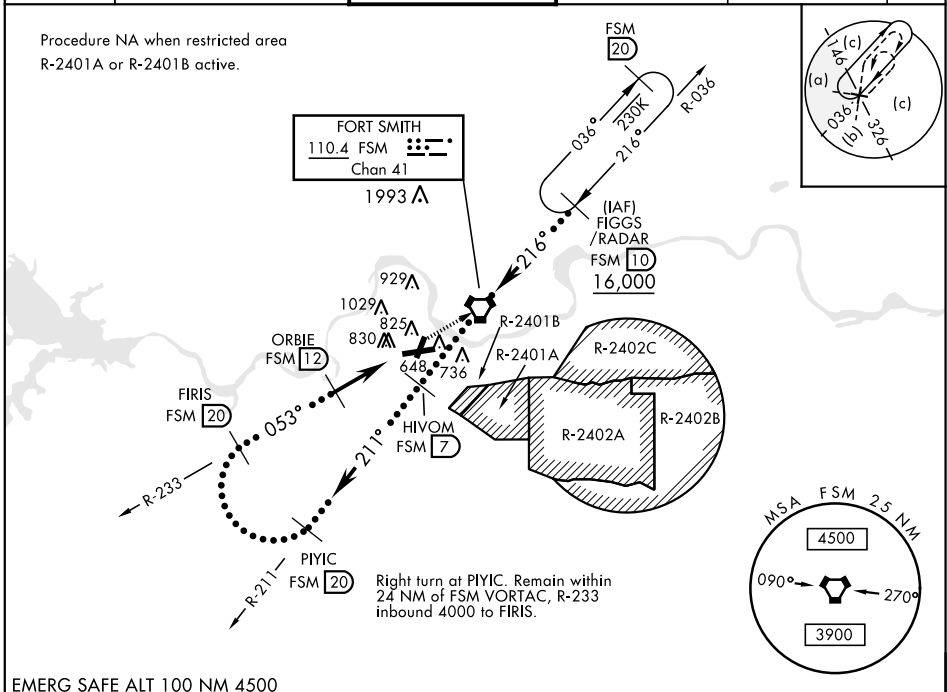 Procedure NA when restricted area
R-2401A or R-2401B active.
FSM
20
R-036
036°
230K
216°
146
(c)
(a)
(c)
036
(b)
326
FORT SMITH
110.4 FSM
Chan 41
1993
(IAF)
FIGGS
/RADAR
FSM 10
16,000
216°
929
1029
825
830
648
736
R-2401B
R-2401A
R-2402C
R-2402A
R-2402B
ORBIE
FSM 12
FIRIS
FSM 20
053°
HIVOM
FSM 7
211°
R-233
R-211
PIYIC
FSM 20
Right turn at PIYIC. Remain within
24 NM of FSM VORTAC, R-233
inbound 4000 to FIRIS.
MSA FSM 25 NM
4500
090°
270°
3900
EMERG SAFE ALT 100 NM 4500